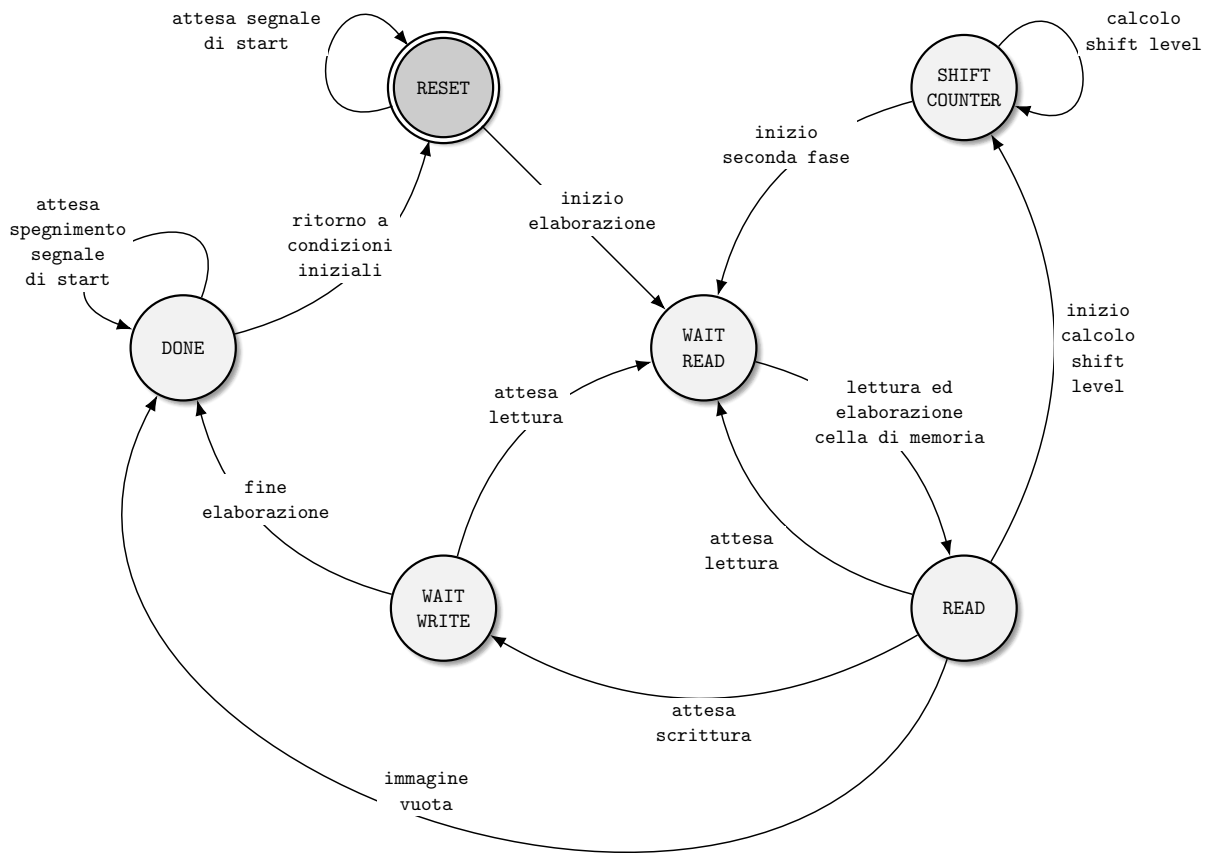 attesa segnale
di start
RESET
calcolo
shift level
SHIFT
COUNTER
inizio
seconda fase
inizio
elaborazione
attesa
spegnimento
segnale
di start
ritorno a
condizioni
iniziali
DONE
WAIT
READ
inizio
calcolo
shift
level
attesa
lettura
lettura ed
elaborazione
cella di memoria
fine
elaborazione
attesa
lettura
WAIT
WRITE
READ
attesa
scrittura
immagine
vuota